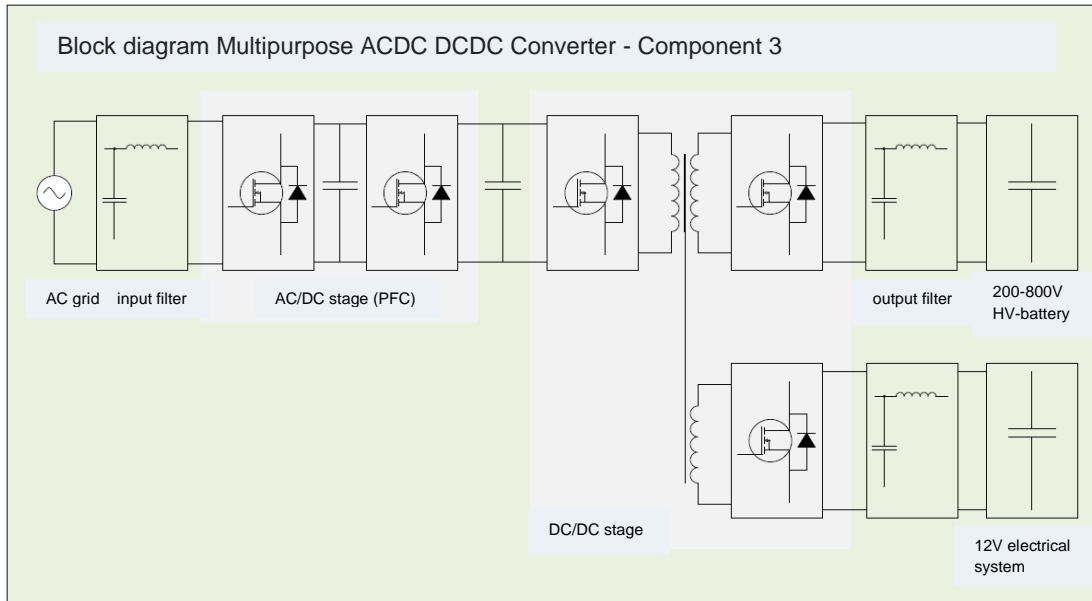 Block diagram Multipurpose ACDC DCDC Converter - Component 3
AC grid input filter
AC/DC stage (PFC)
output filter
200-800V
HV-battery
DC/DC stage
12V electrical
system